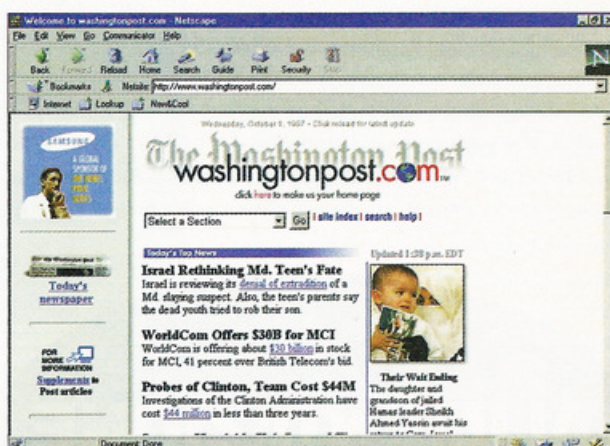 Welcome to washingtonpost.com - Netscape
File Edit View Go Communicator Help
Back Forward Reload Home Search Guide Print Security Stop
Bookmarks Netsite: http://www.washingtonpost.com/
Internet Lookup New&Cool
Wednesday, October 1, 1997 • Click reload for latest update
The Washington Post
washingtonpost.com™
click here to make us your home page
Select a Section Go | site index | search | help |
SAMSUNG
A GLOBAL
SPONSOR OF
Today's
newspaper
FOR
MORE
INFORMATION
Supplements to
Post articles
Today's Top News
Israel Rethinking Md. Teen's Fate
Israel is reviewing its denial of extradition of a
Md. slaying suspect. Also, the teen's parents say
the dead youth tried to rob their son.
WorldCom Offers $30B for MCI
WorldCom is offering about $30 billion in stock
for MCI, 41 percent over British Telecom's bid.
Probes of Clinton, Team Cost $44M
Investigations of the Clinton Administration have
cost $44 million in less than three years.
Updated 1:38 p.m. EDT
Their Wait Ending
The daughter and
grandson of jailed
Hamas leader Sheikh
Ahmed Yassin await his
Document: Done